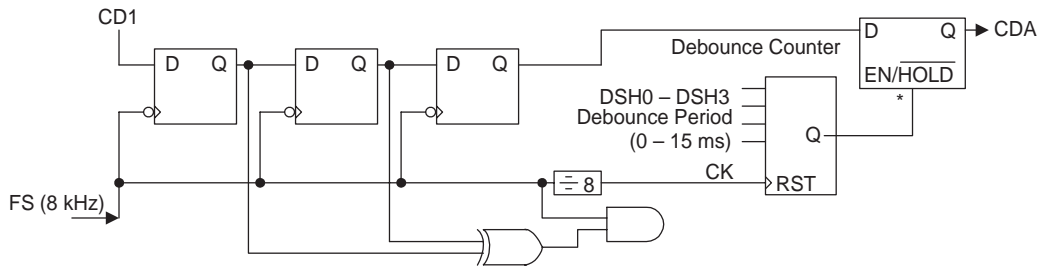 CD1
D Q
D Q
D Q
Debounce Counter
D Q
EN/HOLD
CDA
*
DSH0 – DSH3
Debounce Period
(0 – 15 ms)
Q
CK
RST
FS (8 kHz)
÷ 8